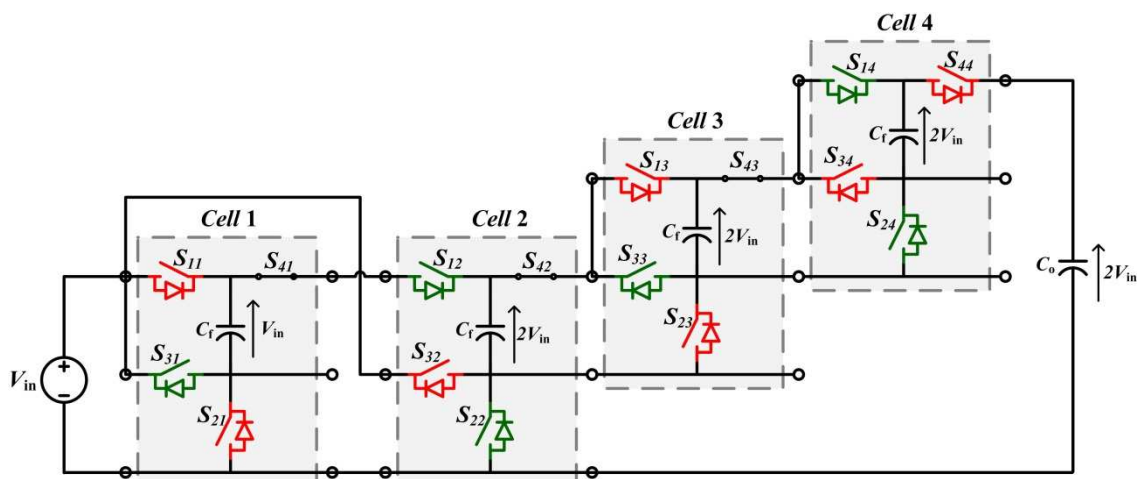 Cell 4
S14
S44
Cf
2Vin
S34
S24
Cell 3
S13
S43
Cf
2Vin
S33
S23
Cell 1
S11
S41
Cf
Vin
S31
S21
Cell 2
S12
S42
Cf
2Vin
S32
S22
Vin
+
−
Co
2Vin